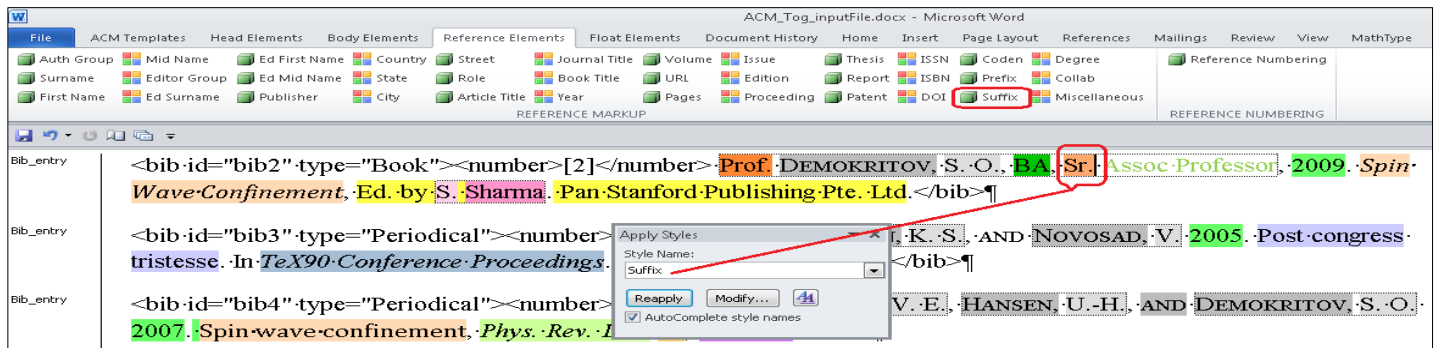 W ACM_Tog_inputFile.docx - Microsoft Word
File ACM Templates Head Elements Body Elements Reference Elements Float Elements Document History Home Insert Page Layout References Mailings Review View MathType
Auth Group Mid Name Ed First Name Country Street Journal Title Volume Issue Thesis ISSN Coden Degree Reference Numbering
Surname Editor Group Ed Mid Name State Role Book Title URL Edition Report ISBN Prefix Collab
First Name Ed Surname Publisher City Article Title Year Pages Proceeding Patent DOI Suffix Miscellaneous
REFERENCE MARKUP REFERENCE NUMBERING
Bib_entry <bib·id="bib2"·type="Book"><number>[2]</number>·Prof.·DEMOKRITOV,·S.·O.,·BA,·Sr.,·Assoc·Professor,·2009.·Spin·
Wave·Confinement,·Ed.·by·S.·Sharma.·Pan·Stanford·Publishing·Pte.·Ltd.</bib>¶
Bib_entry <bib·id="bib3"·type="Periodical"><number> K.·S.,·AND·NOVOSAD,·V.·2005.·Post·congress·
tristesse.·In·TeX90·Conference·Proceedings. </bib>¶
Bib_entry <bib·id="bib4"·type="Periodical"><number> V.·E.,·HANSEN,·U.-H.,·AND·DEMOKRITOV,·S.·O.·
2007.·Spin·wave·confinement,·Phys.·Rev.
Apply Styles
Style Name:
Suffix
Reapply Modify...
AutoComplete style names